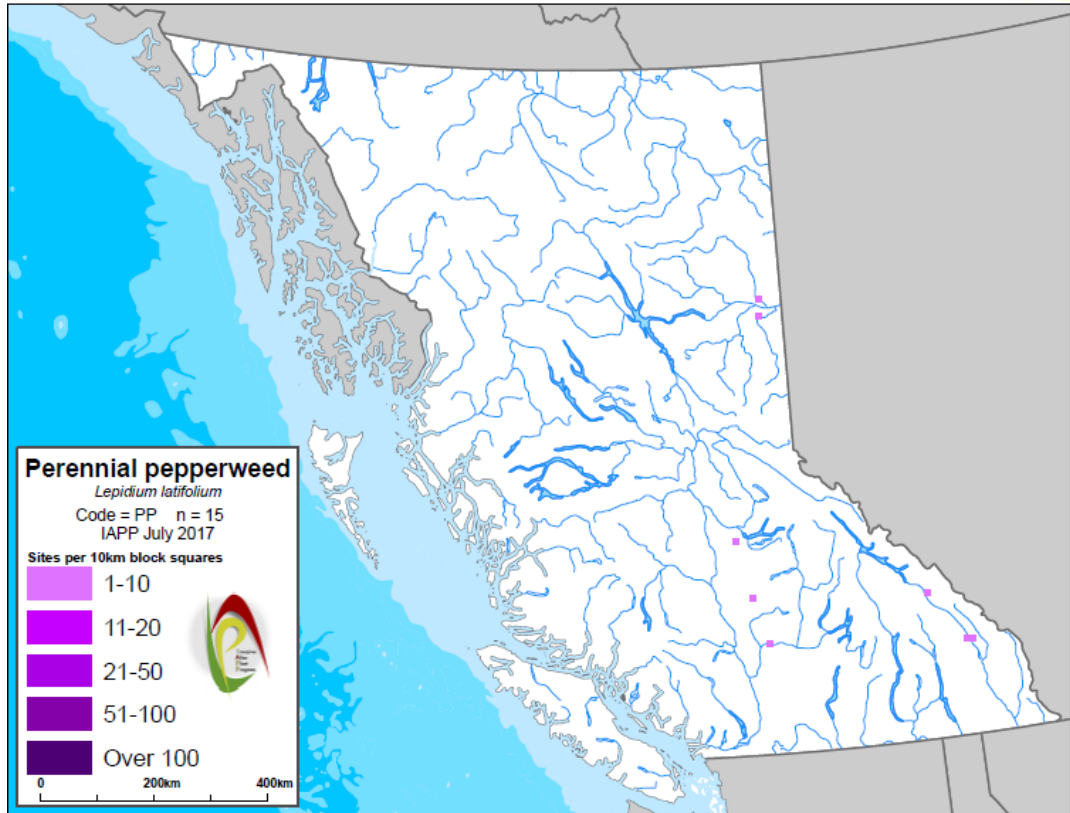 Perennial pepperweed
Lepidium latifolium
Code = PP n = 15
IAPP July 2017
Sites per 10km block squares
1-10
11-20
21-50
51-100
Over 100
0 200km 400km